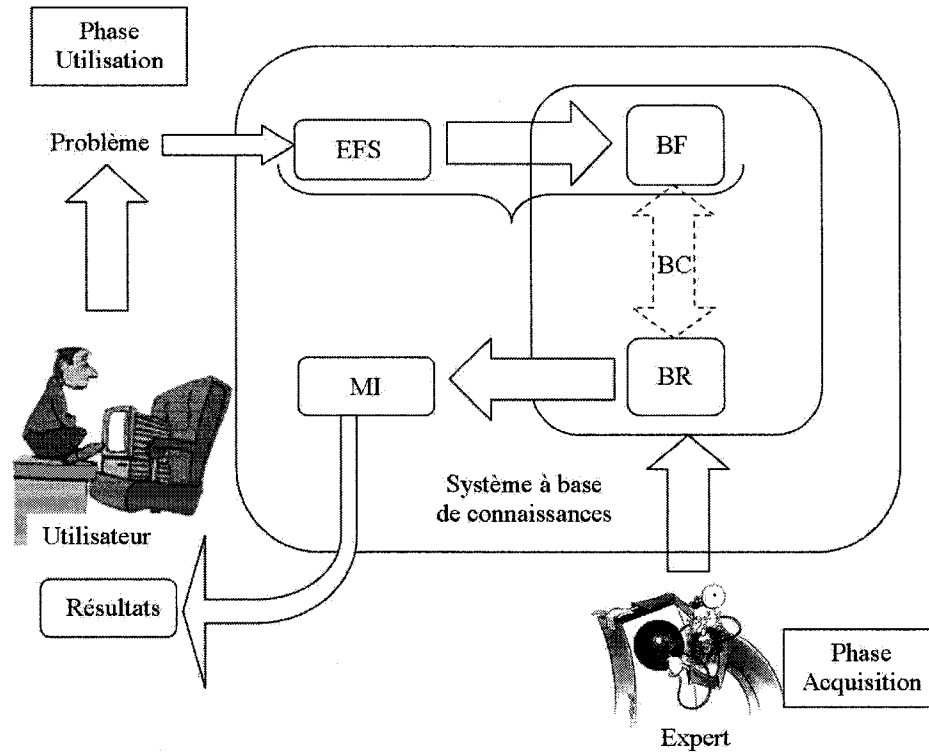 Phase
Utilisation
Problème
EFS
BF
BC
MI
BR
Système à base
de connaissances
Utilisateur
Résultats
Phase
Acquisition
Expert